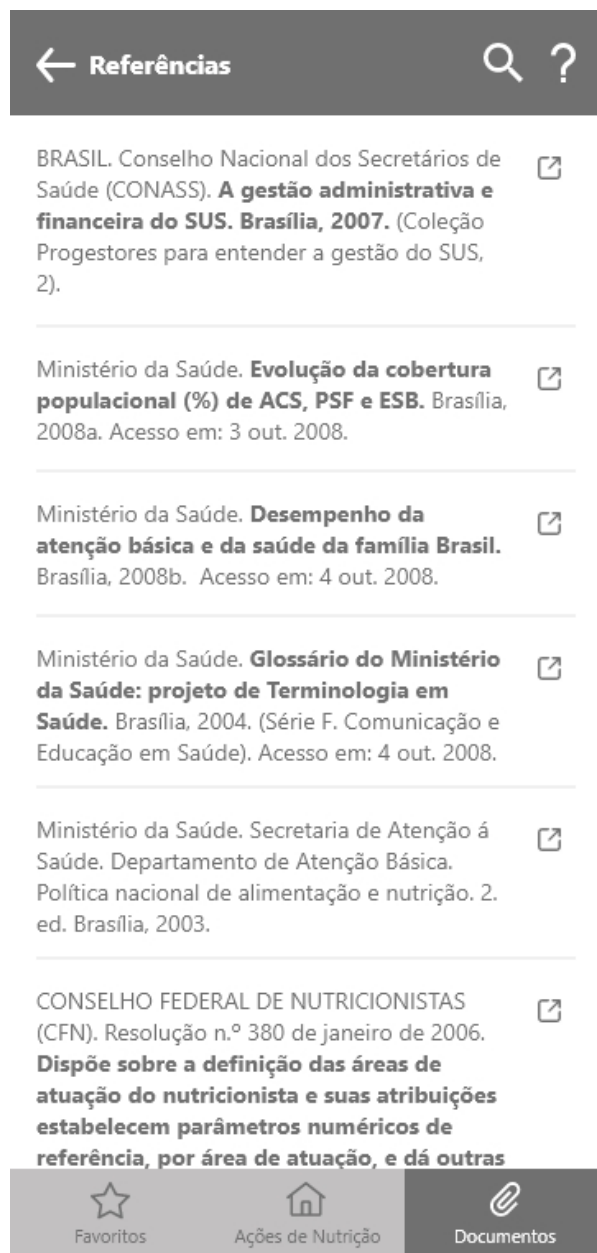 Referências
BRASIL. Conselho Nacional dos Secretários de
Saúde (CONASS). A gestão administrativa e
financeira do SUS. Brasília, 2007. (Coleção
Progestores para entender a gestão do SUS,
2).
Ministério da Saúde. Evolução da cobertura
populacional (%) de ACS, PSF e ESB. Brasília,
2008a. Acesso em: 3 out. 2008.
Ministério da Saúde. Desempenho da
atenção básica e da saúde da família Brasil.
Brasília, 2008b.  Acesso em: 4 out. 2008.
Ministério da Saúde. Glossário do Ministério
da Saúde: projeto de Terminologia em
Saúde. Brasília, 2004. (Série F. Comunicação e
Educação em Saúde). Acesso em: 4 out. 2008.
Ministério da Saúde. Secretaria de Atenção á
Saúde. Departamento de Atenção Básica.
Política nacional de alimentação e nutrição. 2.
ed. Brasília, 2003.
CONSELHO FEDERAL DE NUTRICIONISTAS
(CFN). Resolução n.º 380 de janeiro de 2006.
Dispõe sobre a definição das áreas de
atuação do nutricionista e suas atribuições
estabelecem parâmetros numéricos de
referência, por área de atuação, e dá outras
Favoritos
Ações de Nutrição
Documentos